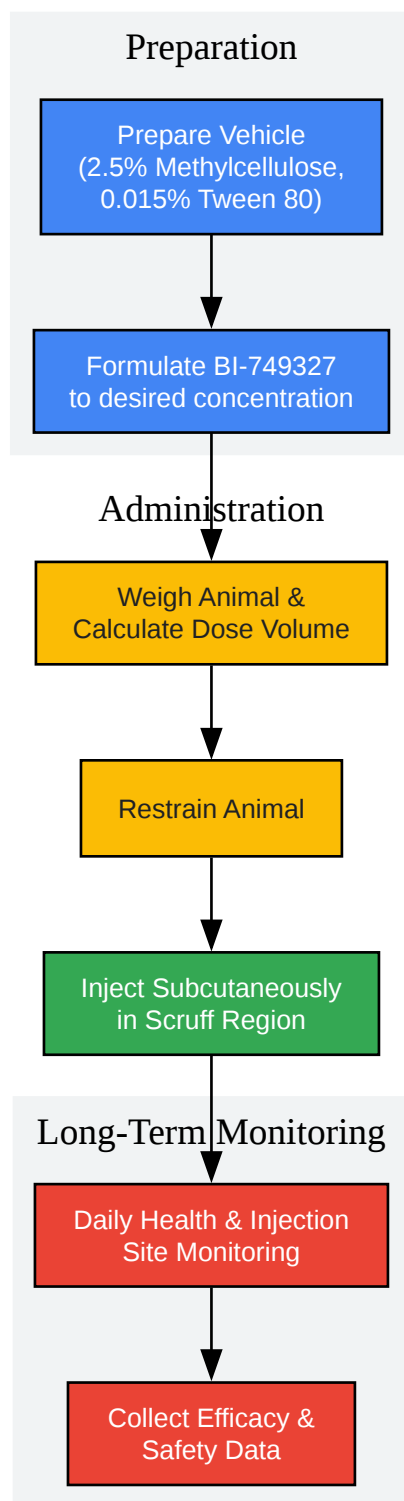 Preparation
Prepare Vehicle
(2.5% Methylcellulose,
0.015% Tween 80)
Formulate BI-749327
to desired concentration
Administration
Weigh Animal &
Calculate Dose Volume
Restrain Animal
Inject Subcutaneously
in Scruff Region
Long-Term Monitoring
Daily Health & Injection
Site Monitoring
Collect Efficacy &
Safety Data